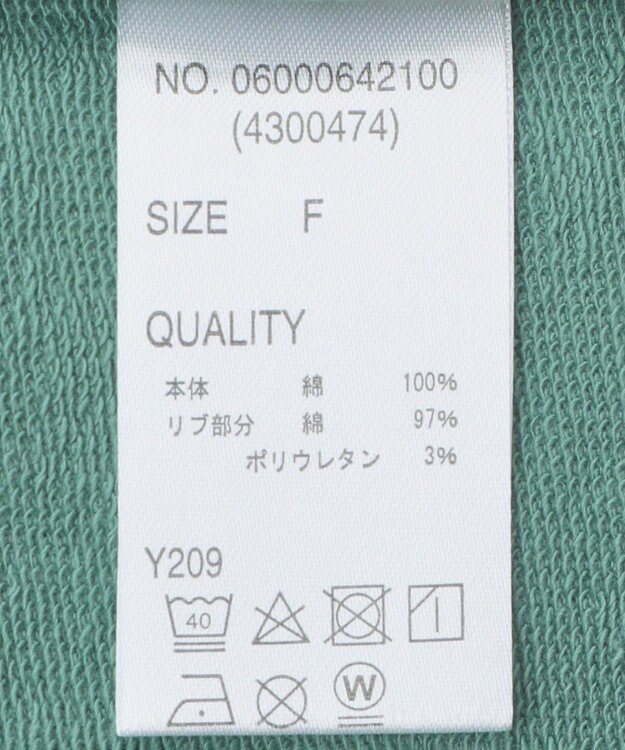 NO. 06000642100
(4300474)
SIZE F
QUALITY
本体 綿 100%
リブ部分 綿 97%
ポリウレタン 3%
Y209
40
W